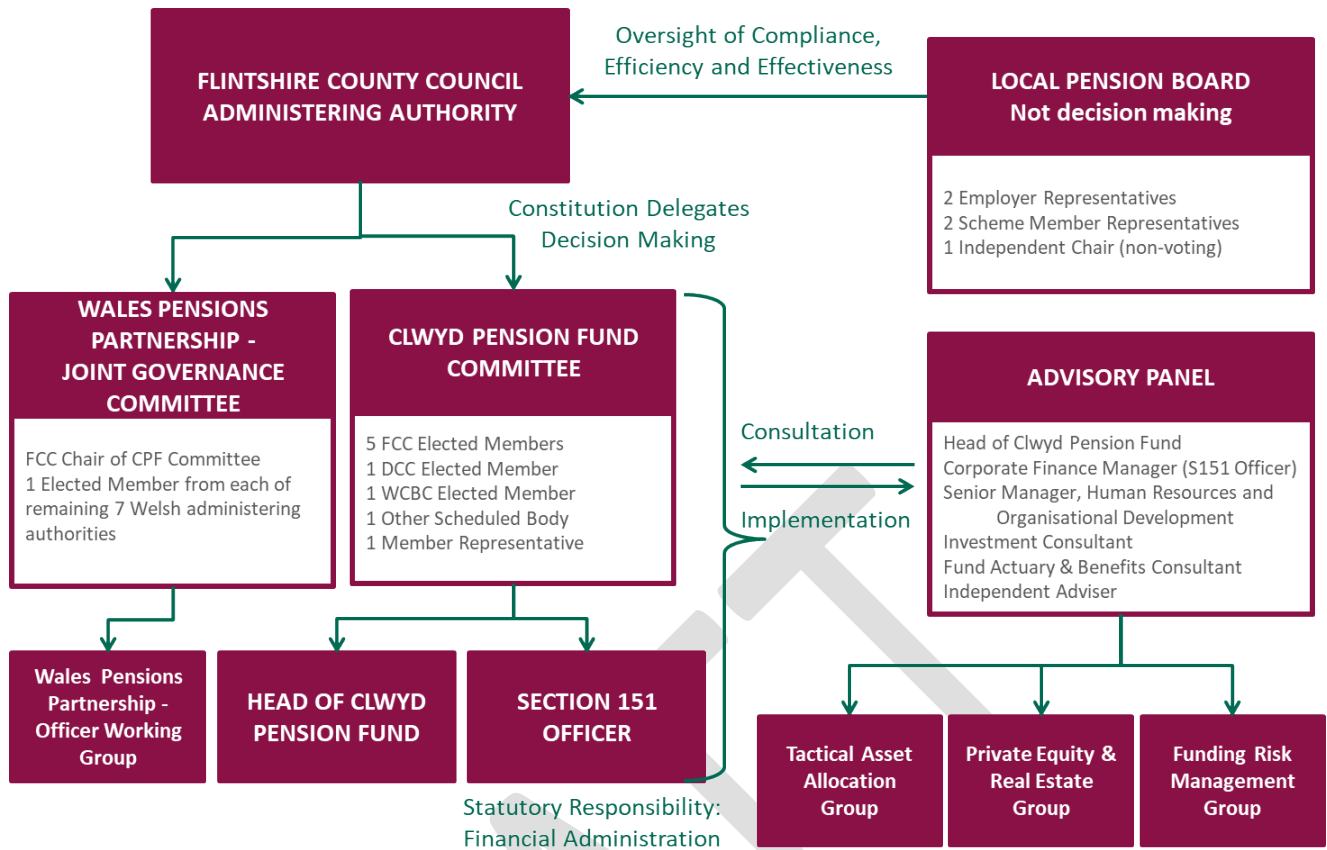 FLINTSHIRE COUNTY COUNCIL
ADMINISTERING AUTHORITY
Oversight of Compliance,
Efficiency and Effectiveness
LOCAL PENSION BOARD
Not decision making
2 Employer Representatives
2 Scheme Member Representatives
1 Independent Chair (non-voting)
Constitution Delegates
Decision Making
WALES PENSIONS
PARTNERSHIP -
JOINT GOVERNANCE
COMMITTEE
FCC Chair of CPF Committee
1 Elected Member from each of
remaining 7 Welsh administering
authorities
CLWYD PENSION FUND
COMMITTEE
5 FCC Elected Members
1 DCC Elected Member
1 WCBC Elected Member
1 Other Scheduled Body
1 Member Representative
Consultation
Implementation
ADVISORY PANEL
Head of Clwyd Pension Fund
Corporate Finance Manager (S151 Officer)
Senior Manager, Human Resources and
Organisational Development
Investment Consultant
Fund Actuary & Benefits Consultant
Independent Adviser
Wales Pensions
Partnership -
Officer Working
Group
HEAD OF CLWYD
PENSION FUND
SECTION 151
OFFICER
Statutory Responsibility:
Financial Administration
Tactical Asset
Allocation
Group
Private Equity &
Real Estate
Group
Funding Risk
Management
Group